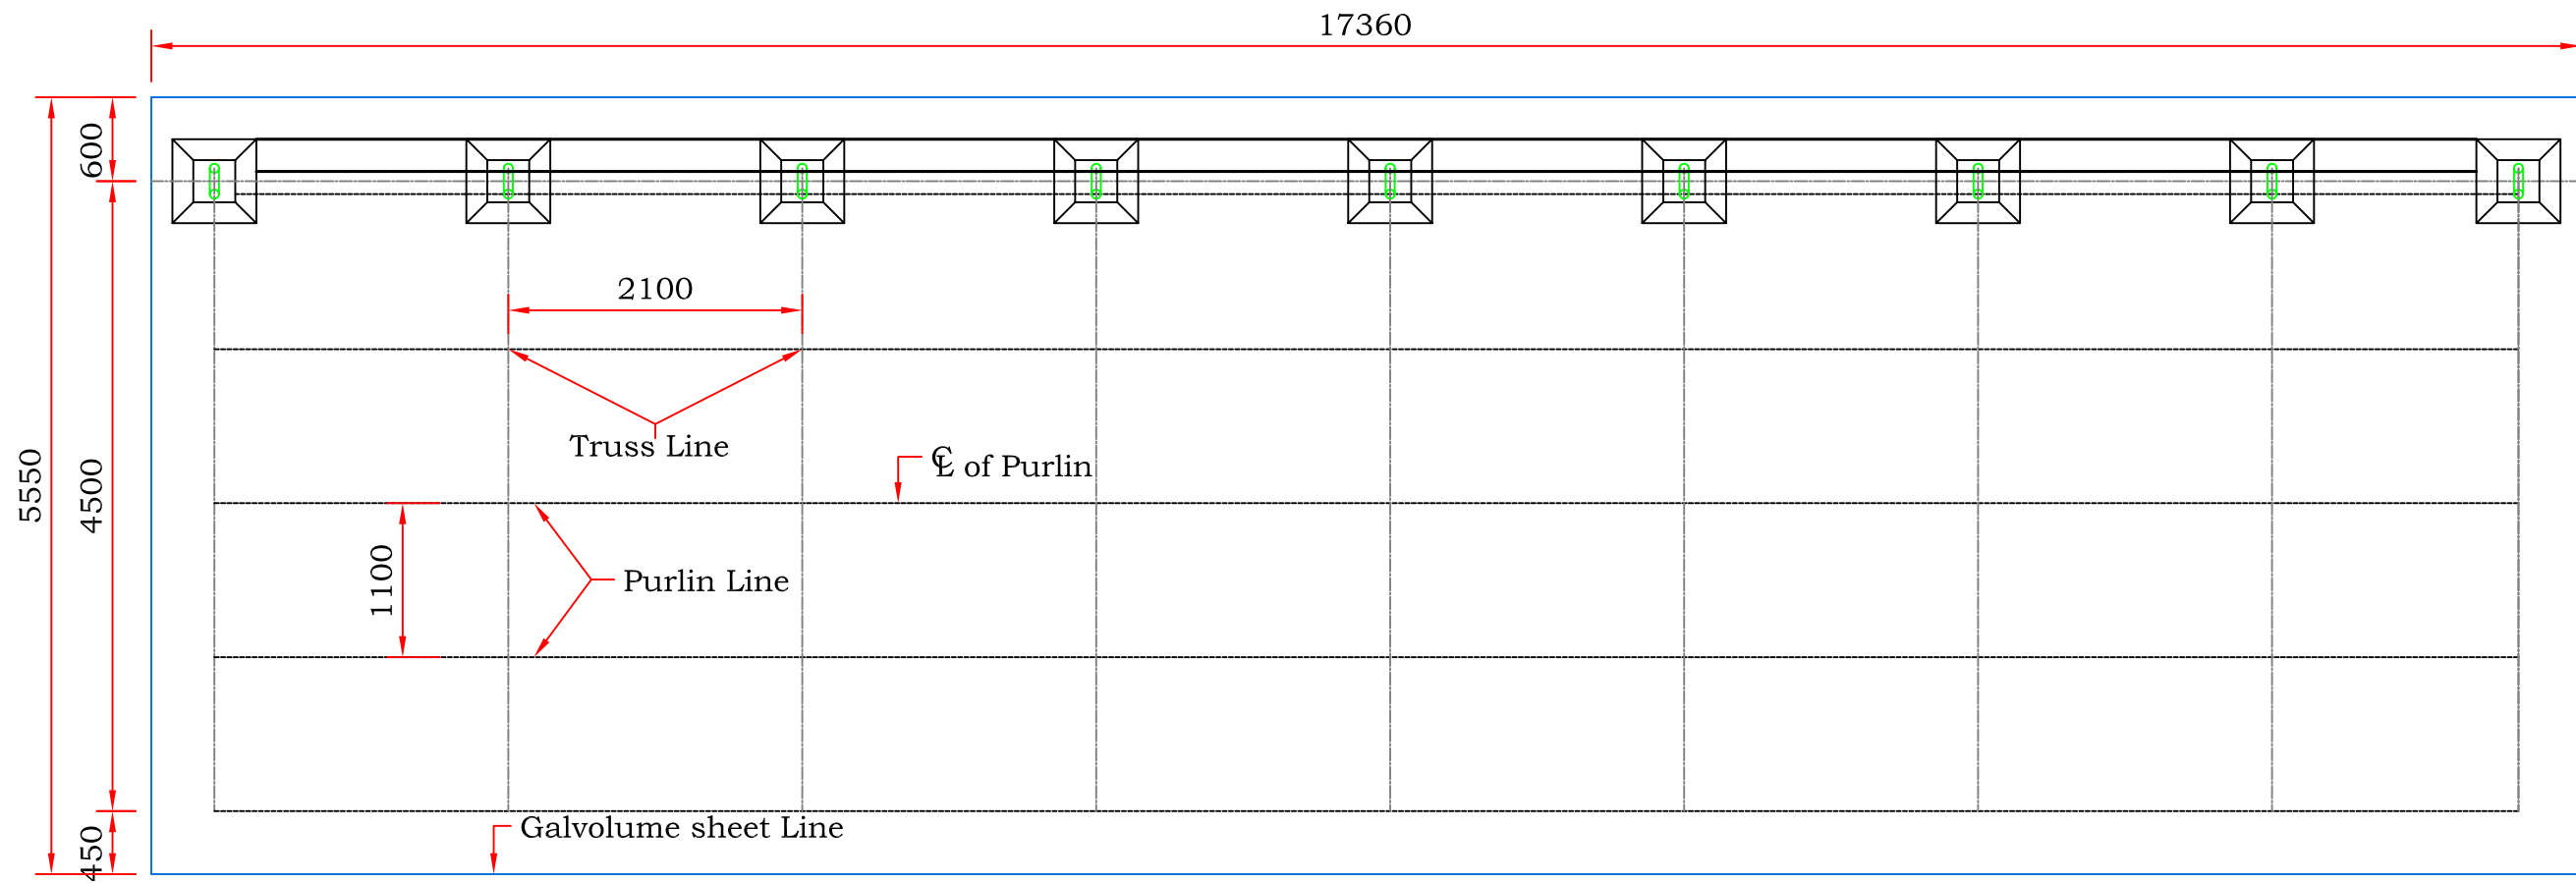 17360
600
2100
Truss Line
℄ of Purlin
5550
4500
1100
Purlin Line
Galvolume sheet Line
450